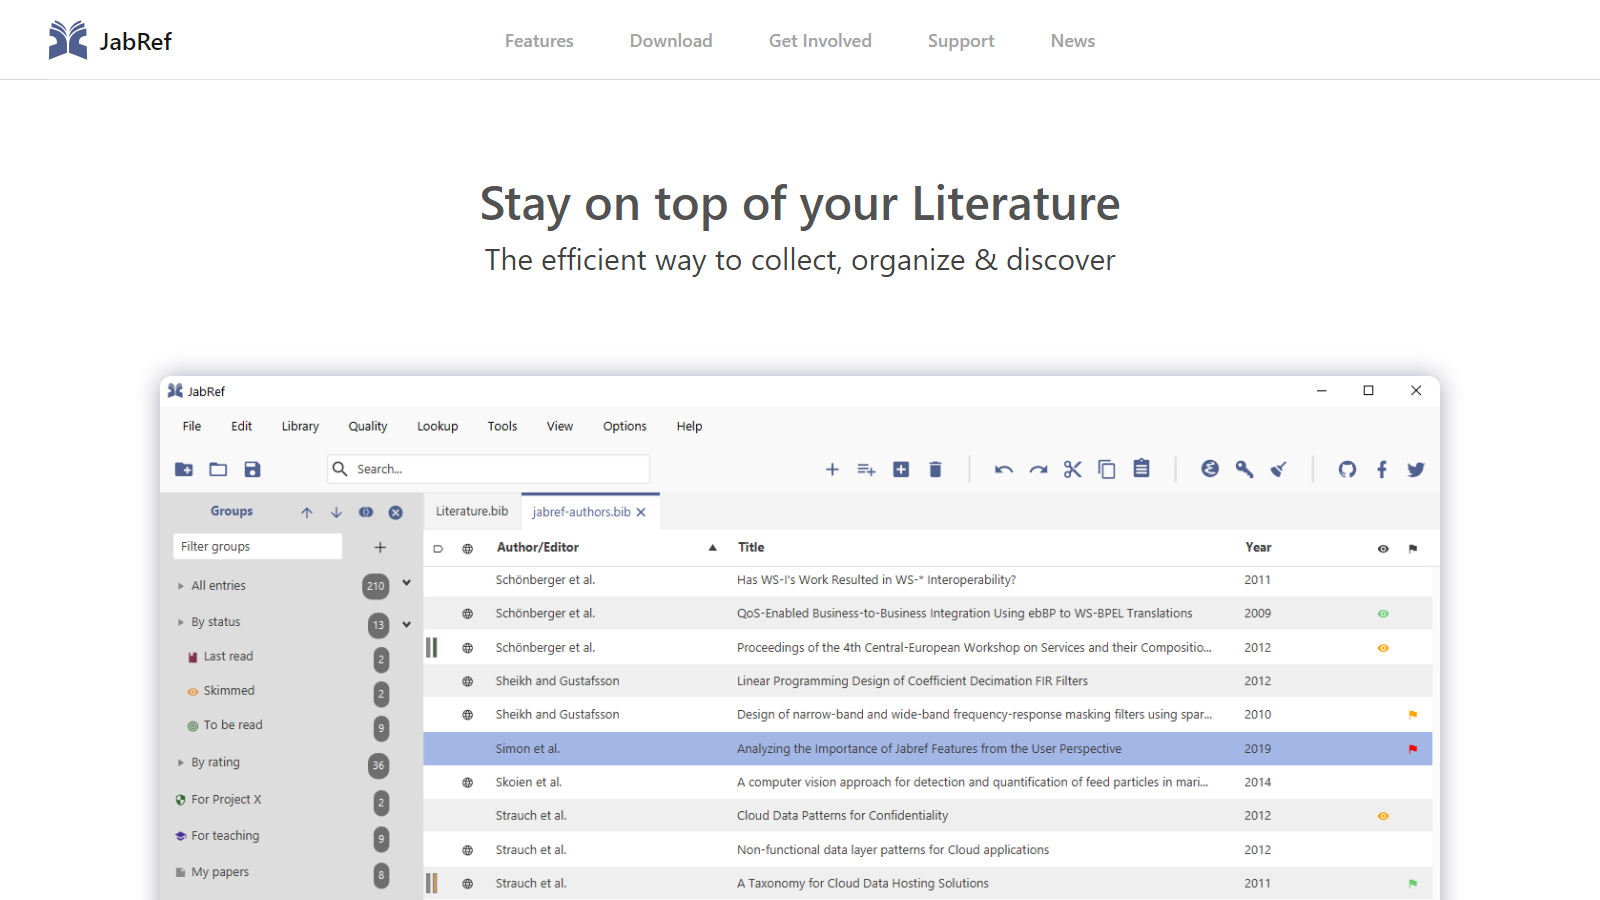 JabRef
Features Download Get Involved Support News
Stay on top of your Literature
The efficient way to collect, organize & discover
JabRef
File Edit Library Quality Lookup Tools View Options Help
Search...
Groups
Filter groups
All entries 210
By status 13
Last read 2
Skimmed 2
To be read 9
By rating 36
For Project X 2
For teaching 9
My papers 8
Literature.bib jabref-authors.bib
Author/Editor Title Year
Schönberger et al. Has WS-I's Work Resulted in WS-* Interoperability? 2011
Schönberger et al. QoS-Enabled Business-to-Business Integration Using ebBP to WS-BPEL Translations 2009
Schönberger et al. Proceedings of the 4th Central-European Workshop on Services and their Compositio... 2012
Sheikh and Gustafsson Linear Programming Design of Coefficient Decimation FIR Filters 2012
Sheikh and Gustafsson Design of narrow-band and wide-band frequency-response masking filters using spar... 2010
Simon et al. Analyzing the Importance of Jabref Features from the User Perspective 2019
Skoien et al. A computer vision approach for detection and quantification of feed particles in mari... 2014
Strauch et al. Cloud Data Patterns for Confidentiality 2012
Strauch et al. Non-functional data layer patterns for Cloud applications 2012
Strauch et al. A Taxonomy for Cloud Data Hosting Solutions 2011